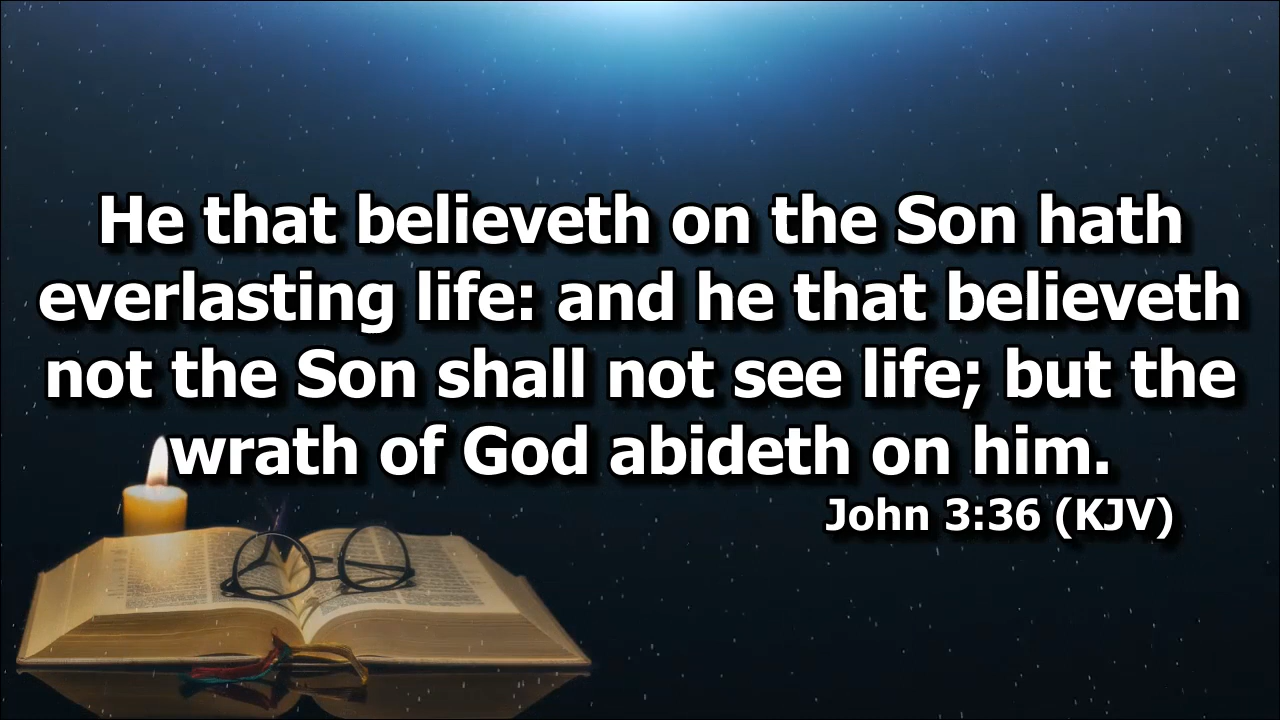 He that believeth on the Son hath
everlasting life: and he that believeth
not the Son shall not see life; but the
wrath of God abideth on him.
John 3:36 (KJV)